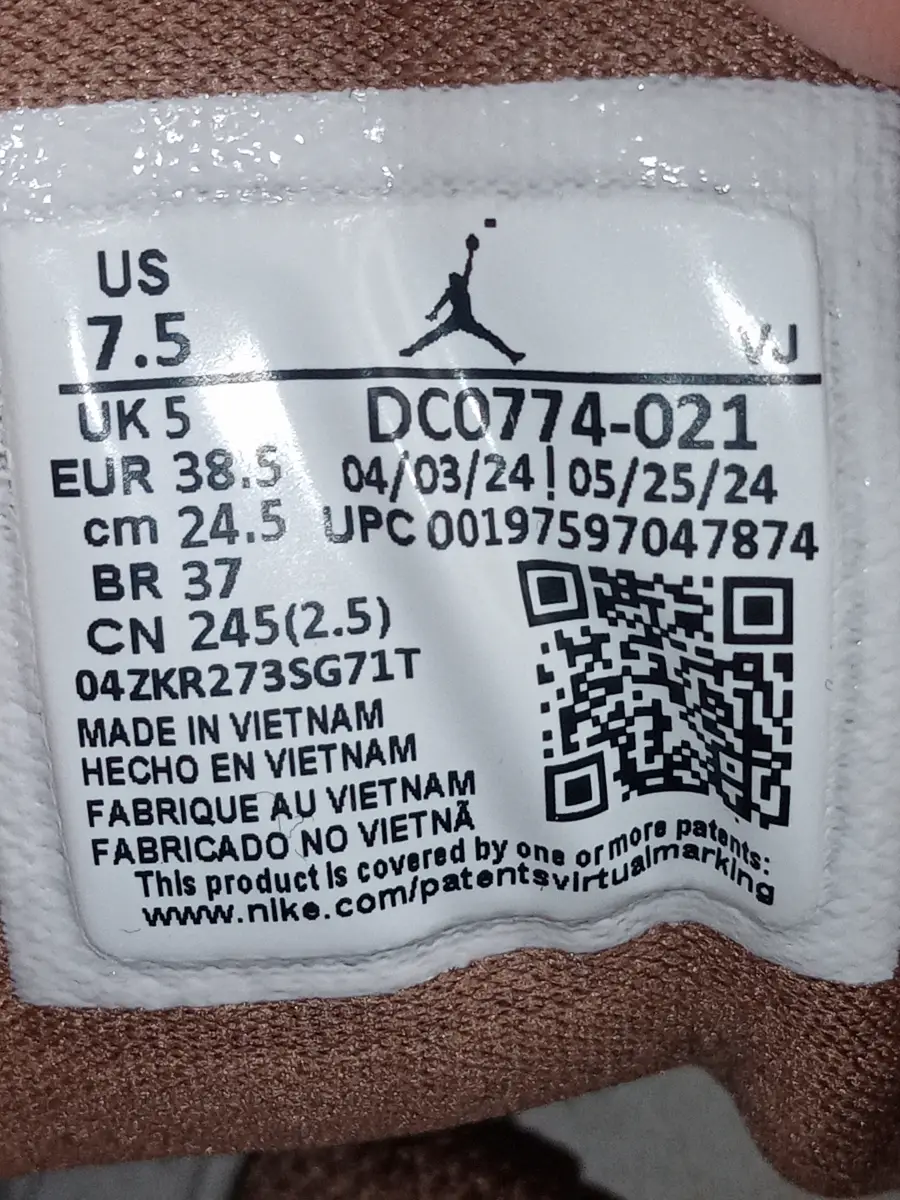 US
7.5
VJ
UK 5
DC0774-021
EUR 38.5
04/03/24 ! 05/25/24
cm 24.5
UPC 00197597047874
BR 37
CN 245(2.5)
04ZKR273SG71T
MADE IN VIETNAM
HECHO EN VIETNAM
FABRIQUE AU VIETNAM
FABRICADO NO VIETNÃ
This product is covered by one or more patents:
www.nike.com/patentsvirtualmarking